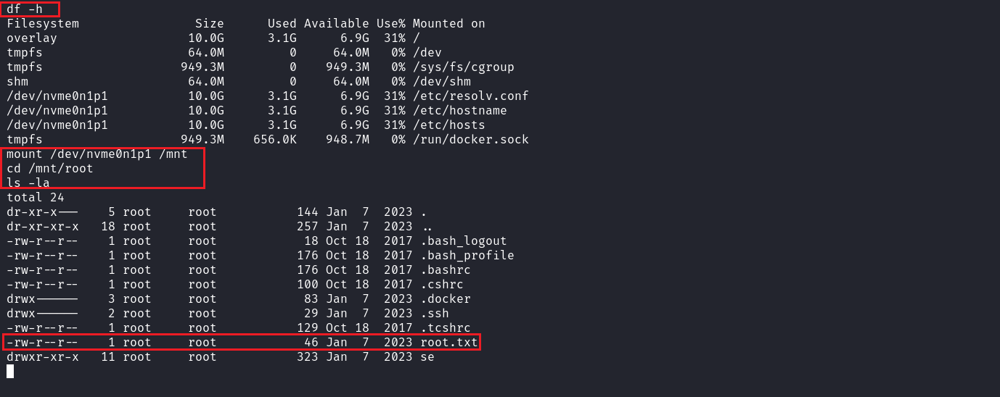 df -h
Filesystem                Size      Used Available Use% Mounted on
overlay                  10.0G      3.1G      6.9G  31% /
tmpfs                    64.0M         0     64.0M   0% /dev
tmpfs                   949.3M         0    949.3M   0% /sys/fs/cgroup
shm                      64.0M         0     64.0M   0% /dev/shm
/dev/nvme0n1p1           10.0G      3.1G      6.9G  31% /etc/resolv.conf
/dev/nvme0n1p1           10.0G      3.1G      6.9G  31% /etc/hostname
/dev/nvme0n1p1           10.0G      3.1G      6.9G  31% /etc/hosts
tmpfs                   949.3M    656.0K    948.7M   0% /run/docker.sock
mount /dev/nvme0n1p1 /mnt
cd /mnt/root
ls -la
total 24
dr-xr-x---    5 root     root           144 Jan  7  2023 .
dr-xr-xr-x   18 root     root           257 Jan  7  2023 ..
-rw-r--r--    1 root     root            18 Oct 18  2017 .bash_logout
-rw-r--r--    1 root     root           176 Oct 18  2017 .bash_profile
-rw-r--r--    1 root     root           176 Oct 18  2017 .bashrc
-rw-r--r--    1 root     root           100 Oct 18  2017 .cshrc
drwx------    3 root     root            83 Jan  7  2023 .docker
drwx------    2 root     root            29 Jan  7  2023 .ssh
-rw-r--r--    1 root     root           129 Oct 18  2017 .tcshrc
-rw-r--r--    1 root     root            46 Jan  7  2023 root.txt
drwxr-xr-x   11 root     root           323 Jan  7  2023 se